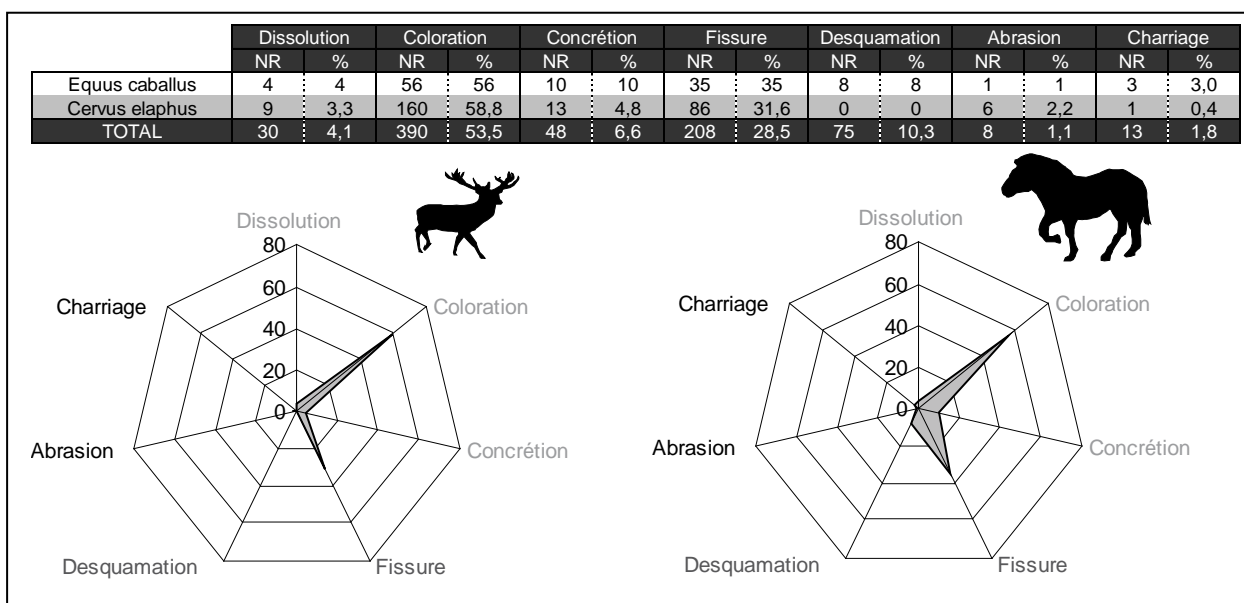 Dissolution Coloration Concrétion Fissure Desquamation Abrasion Charriage
NR % NR % NR % NR % NR % NR % NR %
Equus caballus 4 4 56 56 10 10 35 35 8 8 1 1 3 3,0
Cervus elaphus 9 3,3 160 58,8 13 4,8 86 31,6 0 0 6 2,2 1 0,4
TOTAL 30 4,1 390 53,5 48 6,6 208 28,5 75 10,3 8 1,1 13 1,8
Dissolution
80
60
40
20
0
Charriage
Coloration
Abrasion
Concrétion
Desquamation
Fissure
Dissolution
80
60
40
20
0
Charriage
Coloration
Abrasion
Concrétion
Desquamation
Fissure